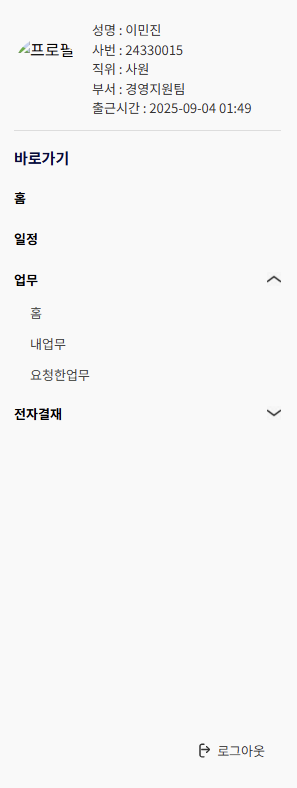 성명 : 이민진
프로필
사번 : 24330015
직위 : 사원
부서 : 경영지원팀
출근시간 : 2025-09-04 01:49
바로가기
홈
일정
업무
홈
내업무
요청한업무
전자결재
로그아웃